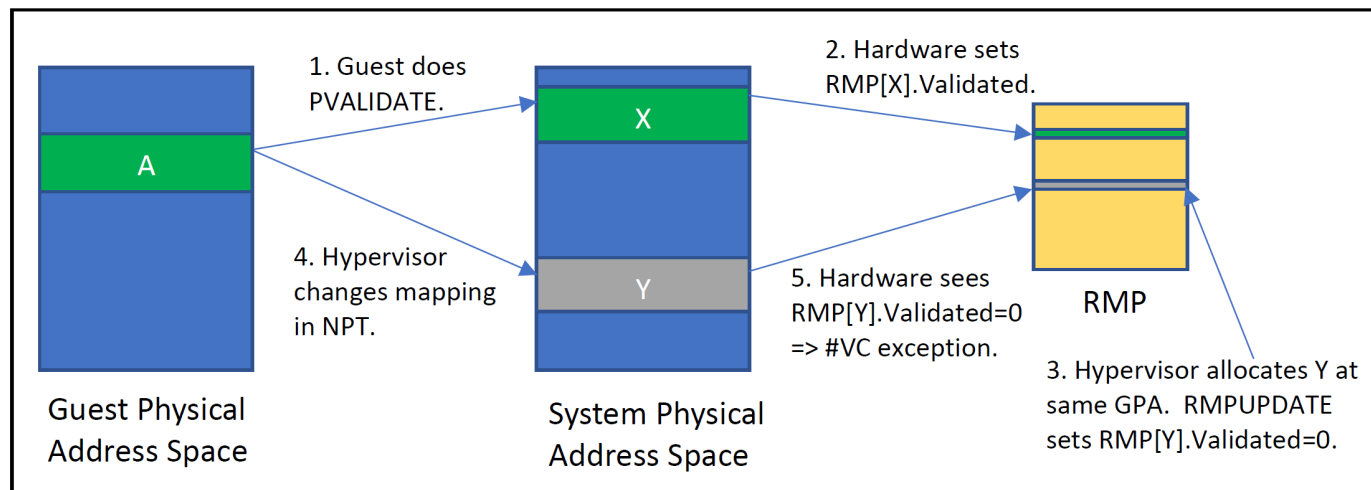 1. Guest does
PVALIDATE.
2. Hardware sets
RMP[X].Validated.
A
X
4. Hypervisor
changes mapping
in NPT.
Y
5. Hardware sees
RMP[Y].Validated=0
=> #VC exception.
RMP
3. Hypervisor allocates Y at
same GPA.  RMPUPDATE
sets RMP[Y].Validated=0.
Guest Physical
Address Space
System Physical
Address Space